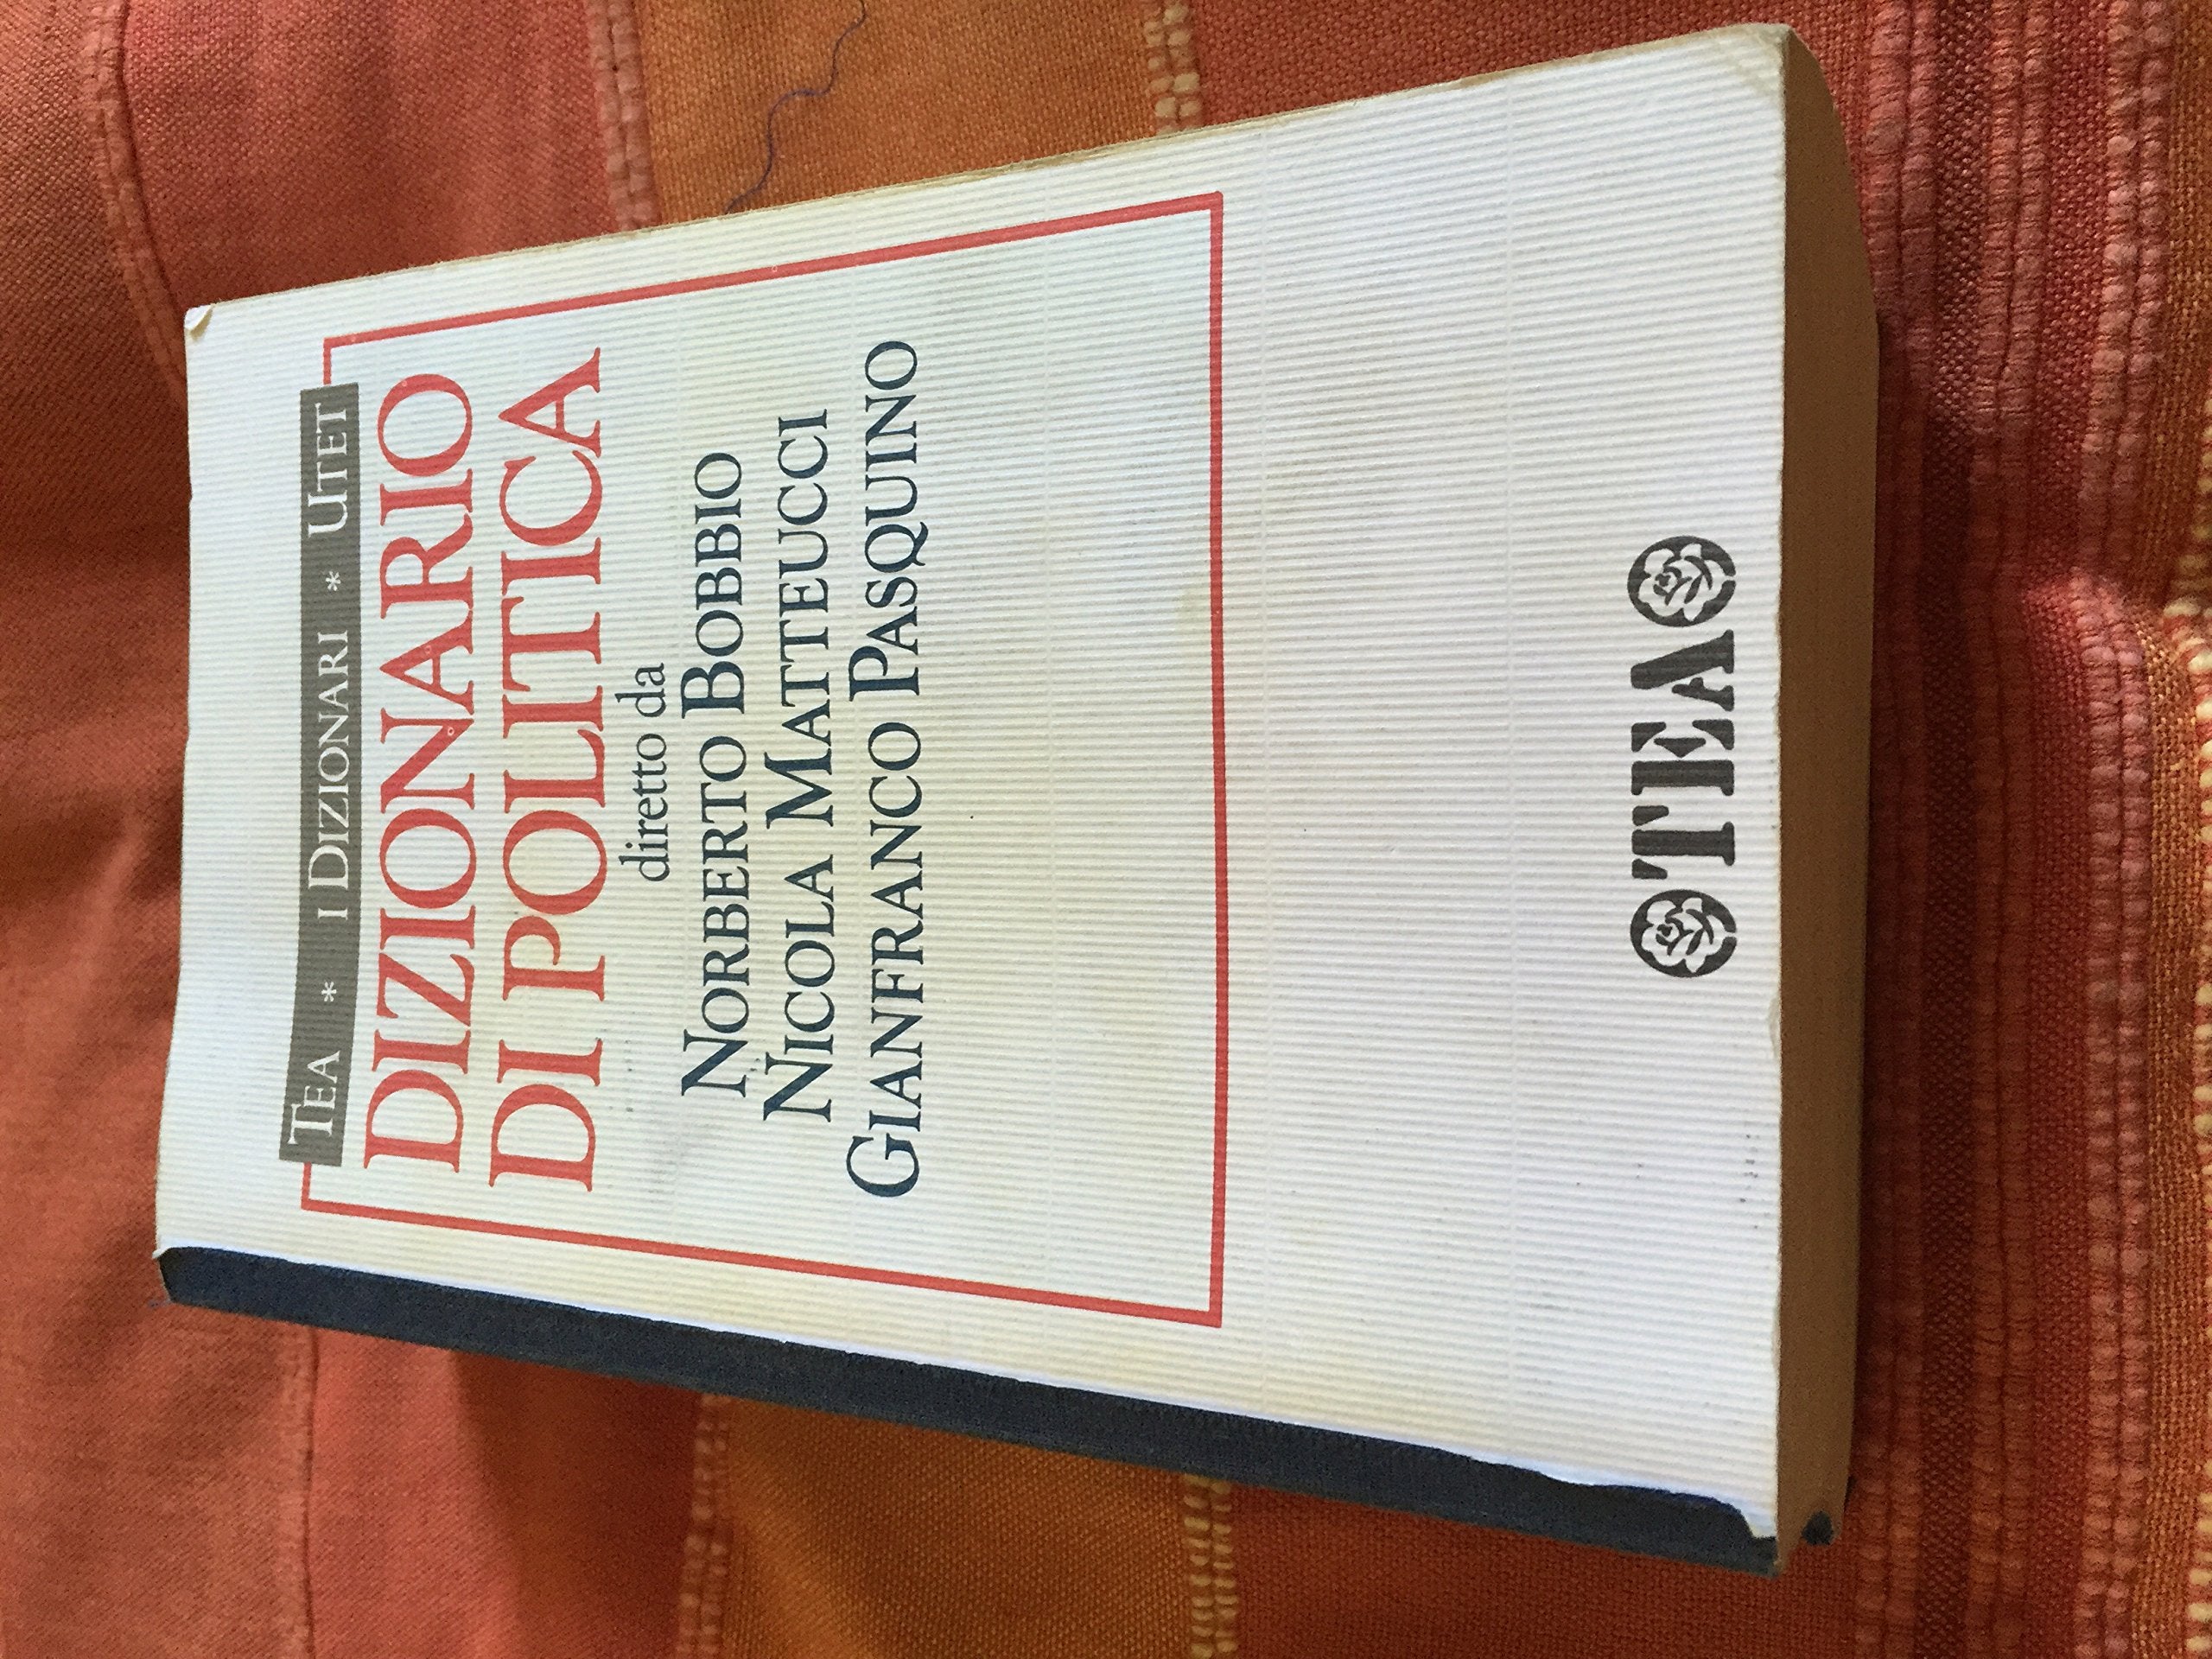 TEA * I DIZIONARI * UTET
DIZIONARIO
DI POLITICA
diretto da
NORBERTO BOBBIO
NICOLA MATTEUCCI
GIANFRANCO PASQUINO
TEA